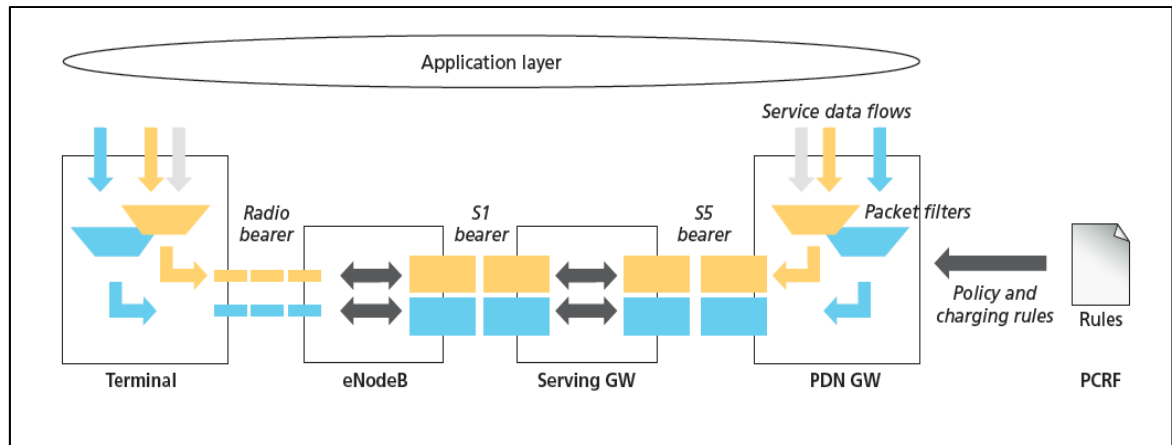 Application layer
Service data flows
Radio
bearer
S1
bearer
S5
bearer
Packet filters
Policy and
charging rules
Rules
Terminal
eNodeB
Serving GW
PDN GW
PCRF